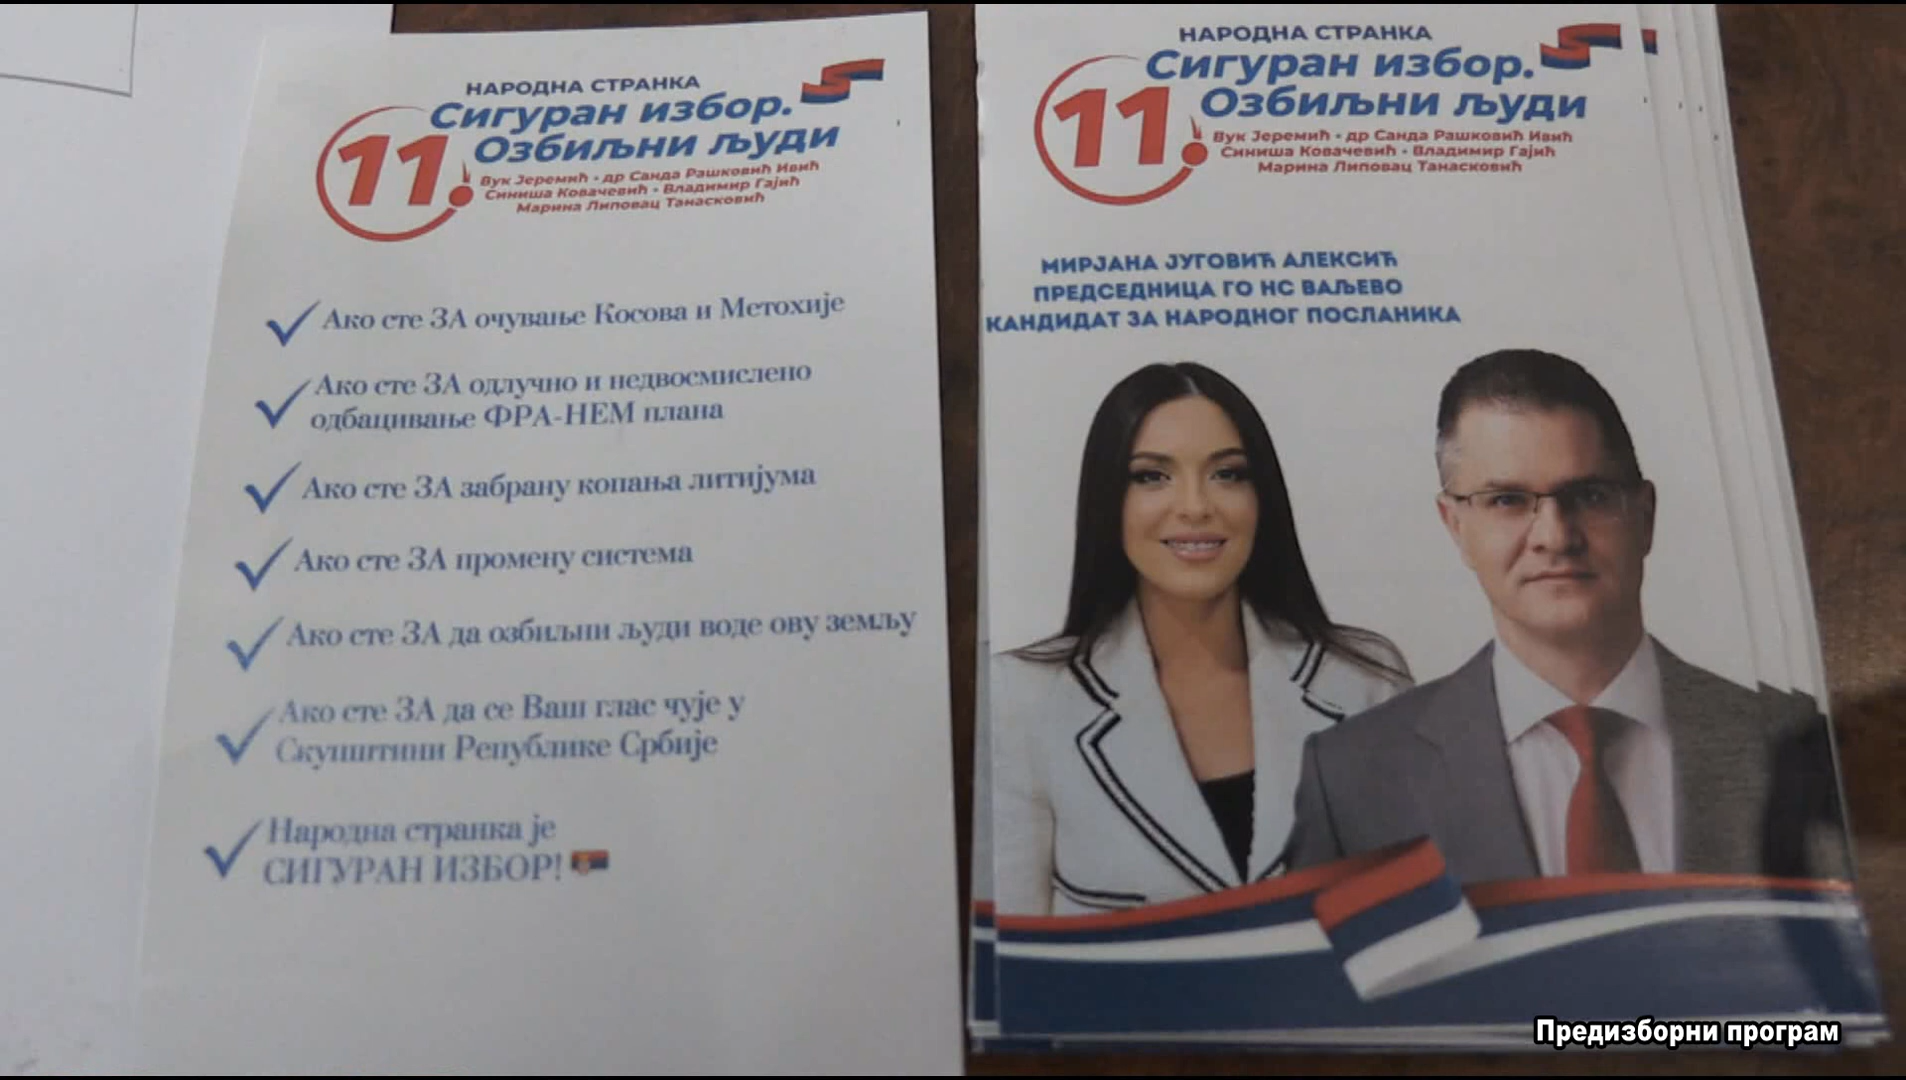 НАРОДНА СТРАНКА
Сигуран избор.
Озбиљни људи
11.
Вук Јеремић • др Санда Рашковић Ивић
Синиша Ковачевић • Владимир Гајић
Марина Липовац Танасковић
Ако сте ЗА очување Косова и Метохије
Ако сте ЗА одлучно и недвосмислено
одбацивање ФРА-НЕМ плана
Ако сте ЗА забрану копања литијума
Ако сте ЗА промену система
Ако сте ЗА да озбиљни људи воде ову земљу
Ако сте ЗА да се Ваш глас чује у
Скупштини Републике Србије
Народна странка је
СИГУРАН ИЗБОР!
НАРОДНА СТРАНКА
Сигуран избор.
Озбиљни људи
11.
Вук Јеремић • др Санда Рашковић Ивић
Синиша Ковачевић • Владимир Гајић
Марина Липовац Танасковић
МИРЈАНА ЈУГОВИЋ АЛЕКСИЋ
ПРЕДСЕДНИЦА ГО НС ВАЉЕВО
КАНДИДАТ ЗА НАРОДНОГ ПОСЛАНИКА
Предизборни програм